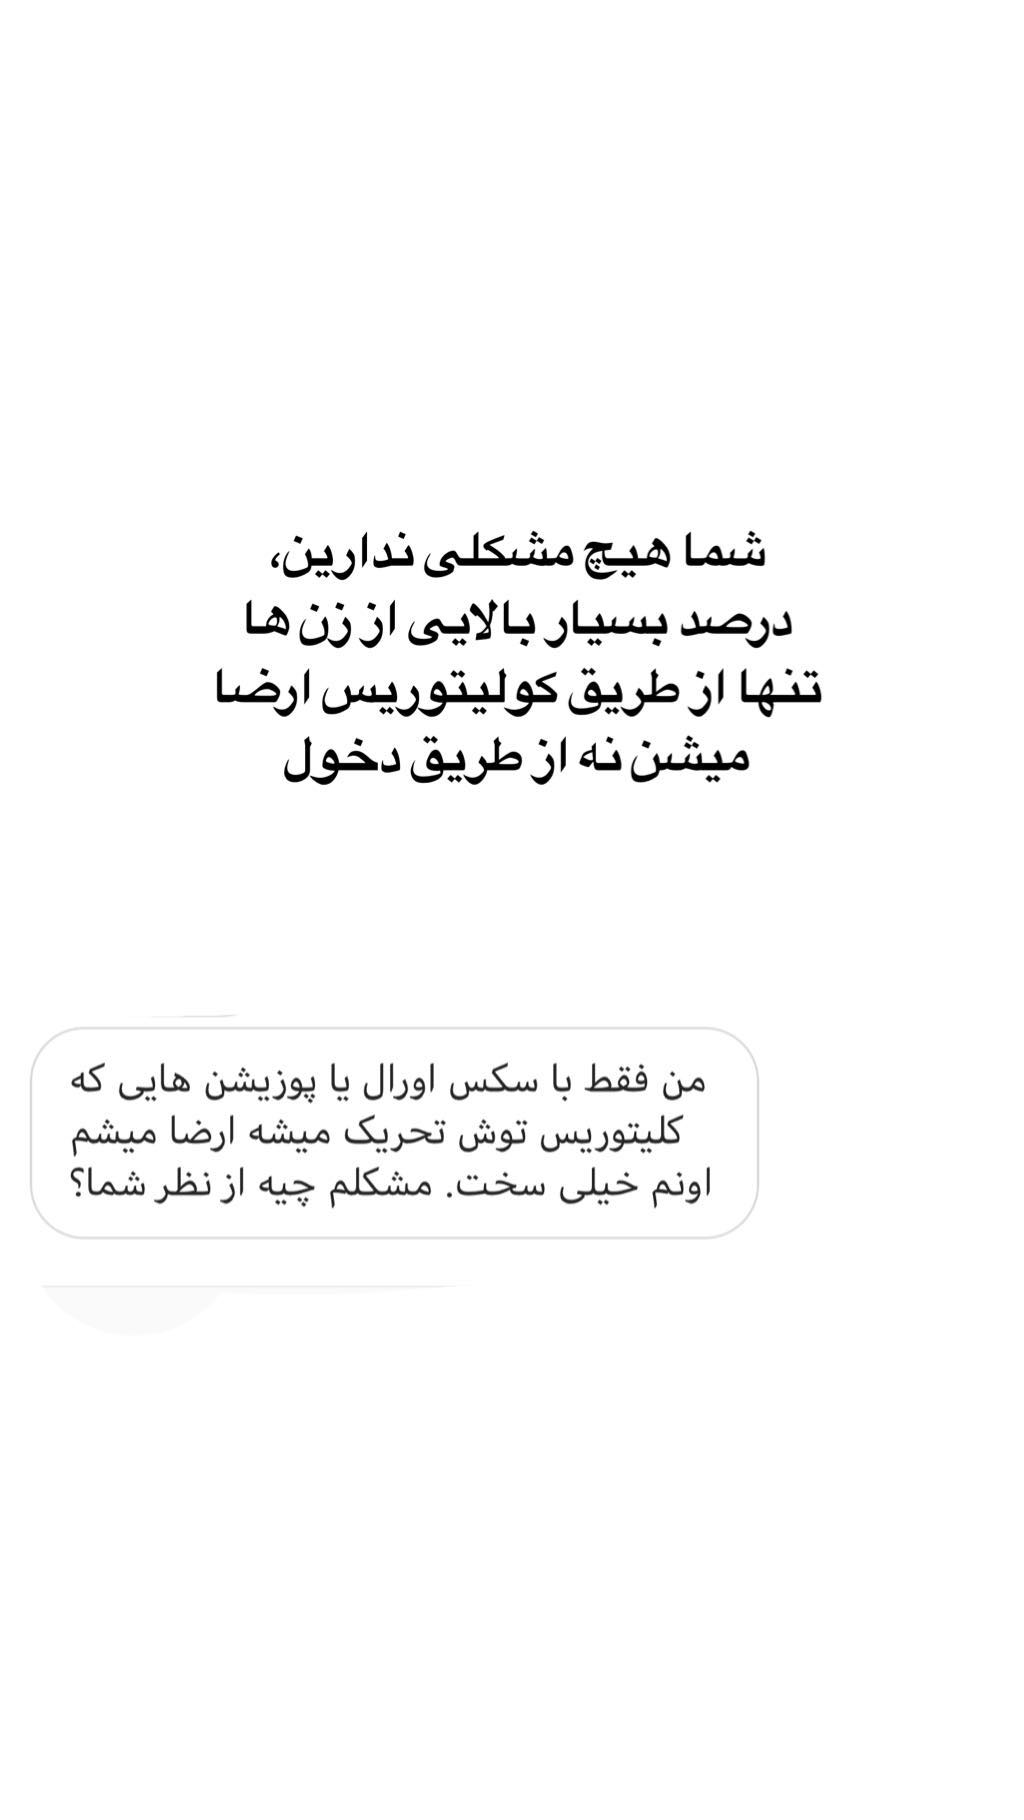 شما هیچ مشکلی ندارین،
درصد بسیار بالایی از زن ها
تنها از طریق کولیتوریس ارضا
میشن نه از طریق دخول
من فقط با سکس اورال یا پوزیشن هایی که
کلیتوریس توش تحریک میشه ارضا میشم
اونم خیلی سخت. مشکلم چیه از نظر شما؟